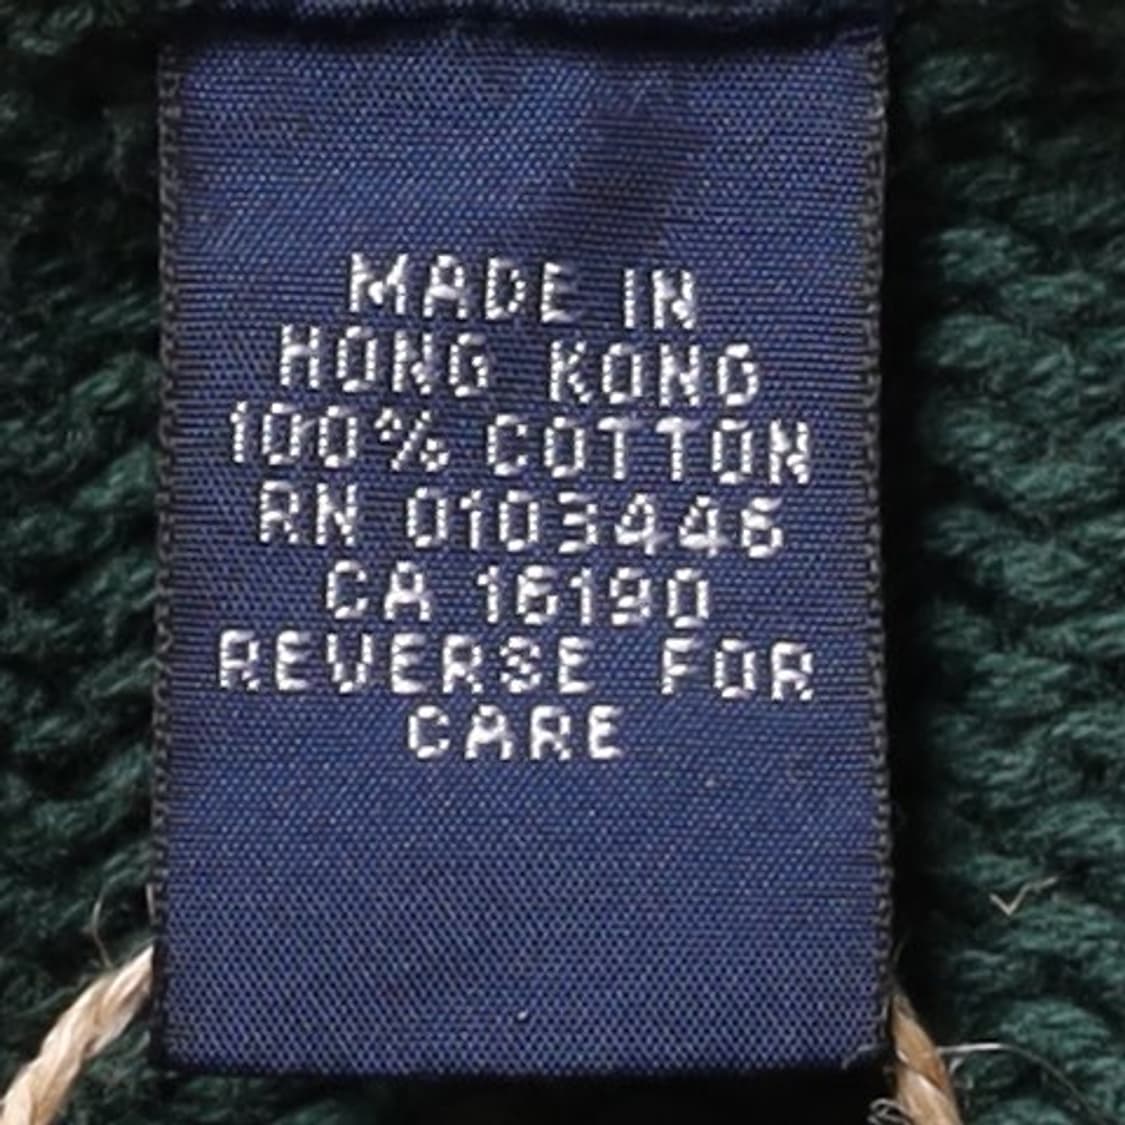 MADE IN
HONG KONG
100% COTTON
RN 0103446
CA 16190
REVERSE FOR
CARE